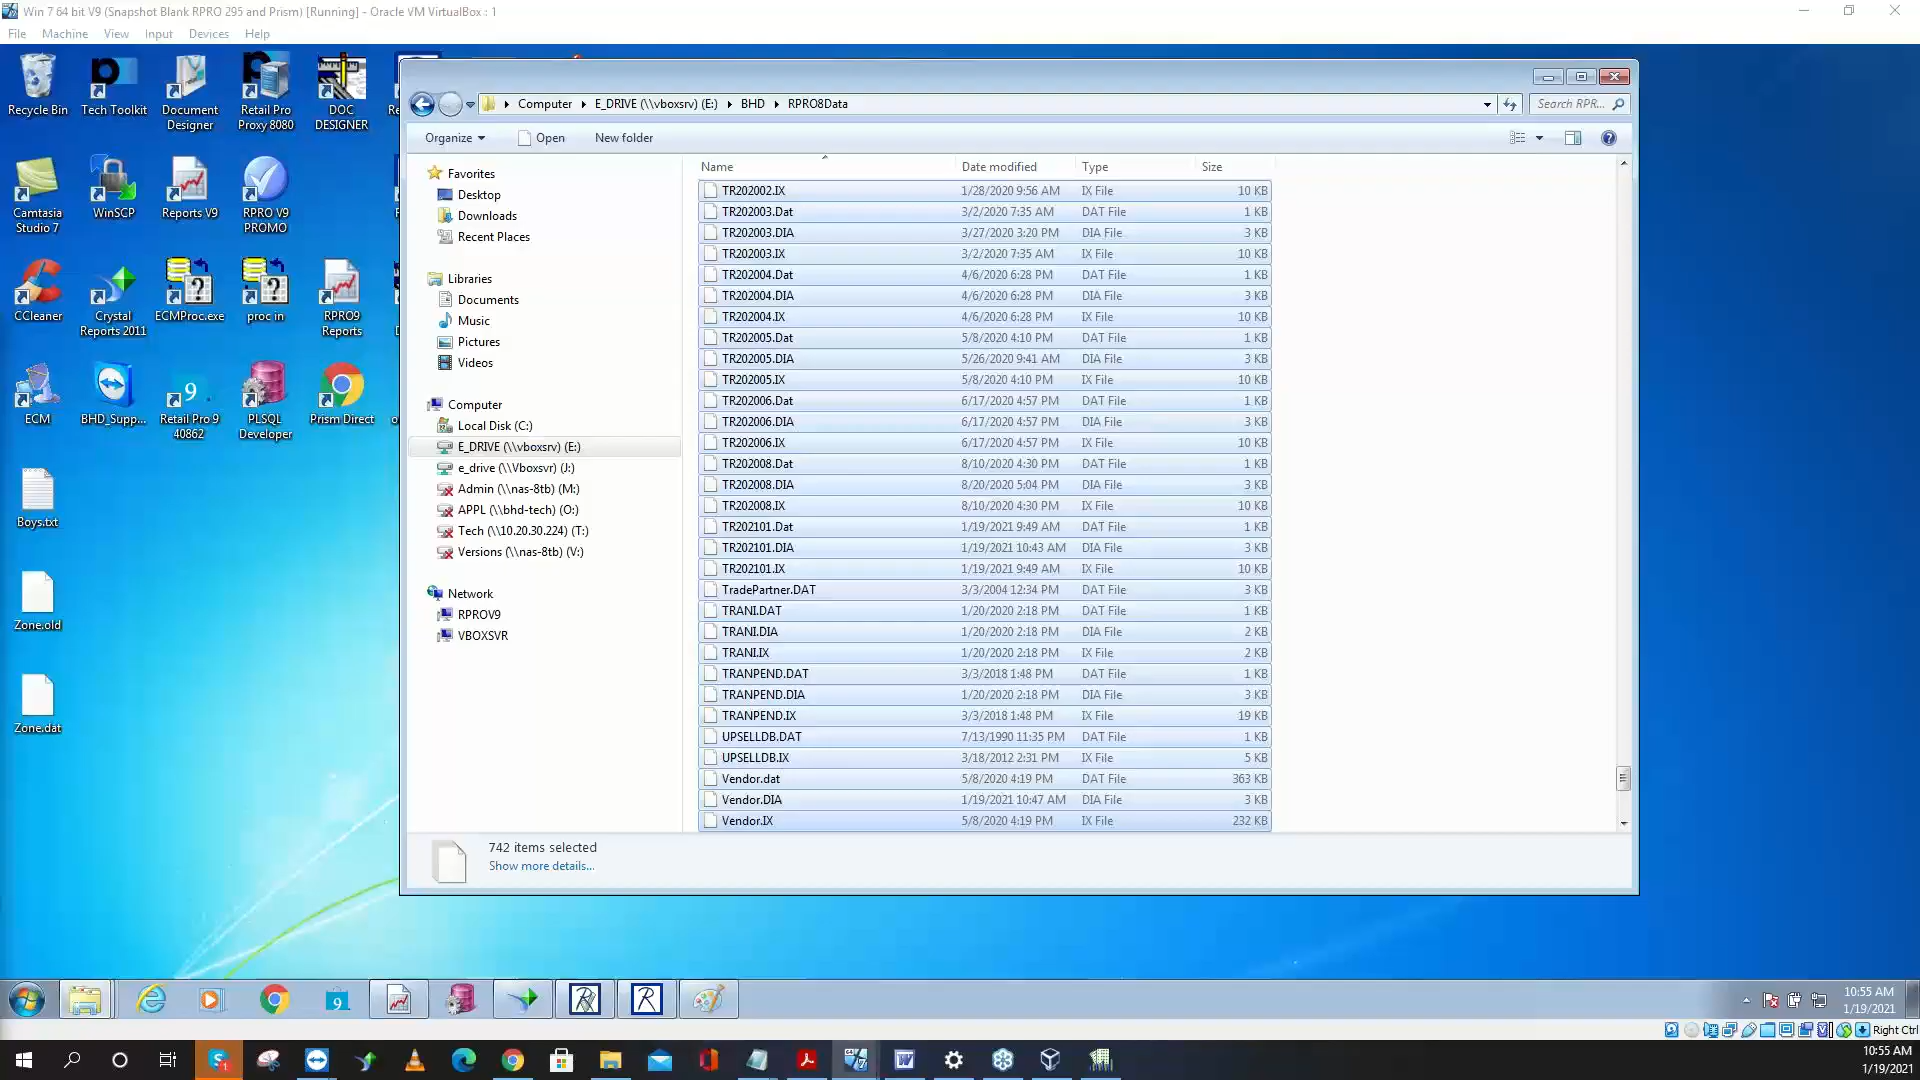 Win 7 64 bit V9 (Snapshot Blank RPRO 295 and Prism) [Running] - Oracle VM VirtualBox : 1
File Machine View Input Devices Help
Recycle Bin
Tech Toolkit
Document Designer
Retail Pro Proxy 8080
DOC DESIGNER
Camtasia Studio 7
WinSCP
Reports V9
RPRO V9 PROMO
CCleaner
Crystal Reports 2011
ECMProc.exe
proc in
RPRO9 Reports
ECM
BHD_Supp...
Retail Pro 9 40862
PLSQL Developer
Prism Direct
Boys.txt
Zone.old
Zone.dat
Computer E_DRIVE (\\vboxsrv) (E:) BHD RPRO8Data
Search RPR...
Organize Open New folder
Favorites
Desktop
Downloads
Recent Places
Libraries
Documents
Music
Pictures
Videos
Computer
Local Disk (C:)
E_DRIVE (\\vboxsrv) (E:)
e_drive (\\Vboxsvr) (J:)
Admin (\\nas-8tb) (M:)
APPL (\\bhd-tech) (O:)
Tech (\\10.20.30.224) (T:)
Versions (\\nas-8tb) (V:)
Network
RPROV9
VBOXSVR
Name Date modified Type Size
TR202002.IX 1/28/2020 9:56 AM IX File 10 KB
TR202003.Dat 3/2/2020 7:35 AM DAT File 1 KB
TR202003.DIA 3/27/2020 3:20 PM DIA File 3 KB
TR202003.IX 3/2/2020 7:35 AM IX File 10 KB
TR202004.Dat 4/6/2020 6:28 PM DAT File 1 KB
TR202004.DIA 4/6/2020 6:28 PM DIA File 3 KB
TR202004.IX 4/6/2020 6:28 PM IX File 10 KB
TR202005.Dat 5/8/2020 4:10 PM DAT File 1 KB
TR202005.DIA 5/26/2020 9:41 AM DIA File 3 KB
TR202005.IX 5/8/2020 4:10 PM IX File 10 KB
TR202006.Dat 6/17/2020 4:57 PM DAT File 1 KB
TR202006.DIA 6/17/2020 4:57 PM DIA File 3 KB
TR202006.IX 6/17/2020 4:57 PM IX File 10 KB
TR202008.Dat 8/10/2020 4:30 PM DAT File 1 KB
TR202008.DIA 8/20/2020 5:04 PM DIA File 3 KB
TR202008.IX 8/10/2020 4:30 PM IX File 10 KB
TR202101.Dat 1/19/2021 9:49 AM DAT File 1 KB
TR202101.DIA 1/19/2021 10:43 AM DIA File 3 KB
TR202101.IX 1/19/2021 9:49 AM IX File 10 KB
TradePartner.DAT 3/3/2004 12:34 PM DAT File 3 KB
TRANI.DAT 1/20/2020 2:18 PM DAT File 1 KB
TRANI.DIA 1/20/2020 2:18 PM DIA File 2 KB
TRANI.IX 1/20/2020 2:18 PM IX File 2 KB
TRANPEND.DAT 3/3/2018 1:48 PM DAT File 1 KB
TRANPEND.DIA 1/20/2020 2:18 PM DIA File 3 KB
TRANPEND.IX 3/3/2018 1:48 PM IX File 19 KB
UPSELLDB.DAT 7/13/1990 11:35 PM DAT File 1 KB
UPSELLDB.IX 3/18/2012 2:31 PM IX File 5 KB
Vendor.dat 5/8/2020 4:19 PM DAT File 363 KB
Vendor.DIA 1/19/2021 10:47 AM DIA File 3 KB
Vendor.IX 5/8/2020 4:19 PM IX File 232 KB
742 items selected
Show more details...
10:55 AM
1/19/2021
Right Ctrl
10:55 AM
1/19/2021